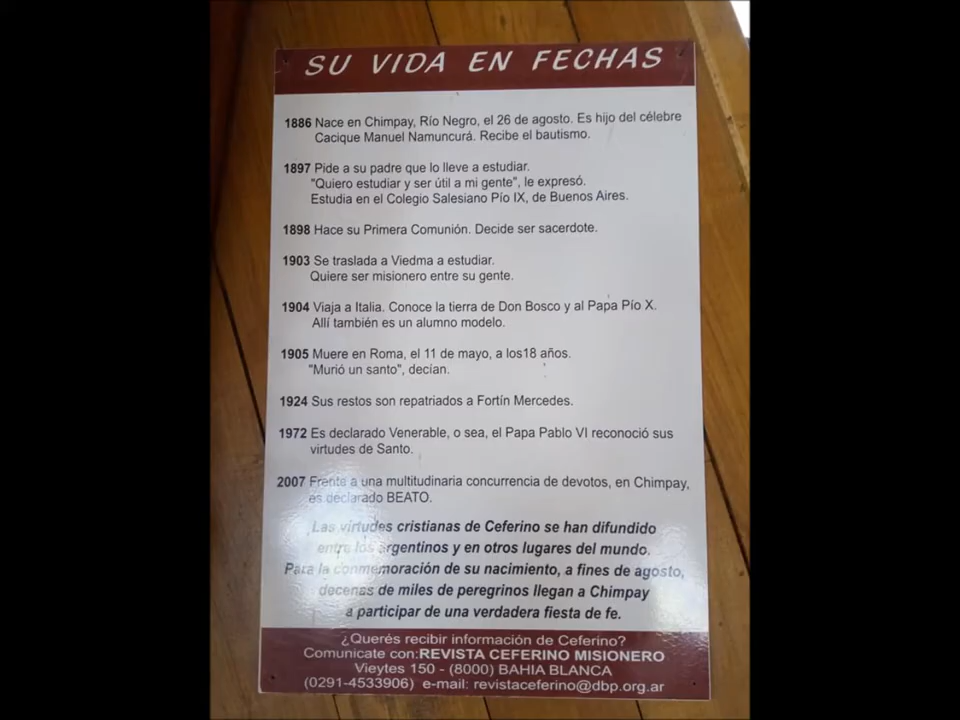 SU VIDA EN FECHAS
1886 Nace en Chimpay, Río Negro, el 26 de agosto. Es hijo del célebre
Cacique Manuel Namuncurá. Recibe el bautismo.
1897 Pide a su padre que lo lleve a estudiar.
"Quiero estudiar y ser útil a mi gente", le expresó.
Estudia en el Colegio Salesiano Pío IX, de Buenos Aires.
1898 Hace su Primera Comunión. Decide ser sacerdote.
1903 Se traslada a Viedma a estudiar.
Quiere ser misionero entre su gente.
1904 Viaja a Italia. Conoce la tierra de Don Bosco y al Papa Pío X.
Allí también es un alumno modelo.
1905 Muere en Roma, el 11 de mayo, a los18 años.
"Murió un santo", decían.
1924 Sus restos son repatriados a Fortín Mercedes.
1972 Es declarado Venerable, o sea, el Papa Pablo VI reconoció sus
virtudes de Santo.
2007 Frente a una multitudinaria concurrencia de devotos, en Chimpay,
es declarado BEATO.
Las virtudes cristianas de Ceferino se han difundido
entre los argentinos y en otros lugares del mundo.
Para la conmemoración de su nacimiento, a fines de agosto,
decenas de miles de peregrinos llegan a Chimpay
a participar de una verdadera fiesta de fe.
¿Querés recibir información de Ceferino?
Comunicate con:REVISTA CEFERINO MISIONERO
Vieytes 150 - (8000) BAHIA BLANCA
(0291-4533906) e-mail: revistaceferino@dbp.org.ar